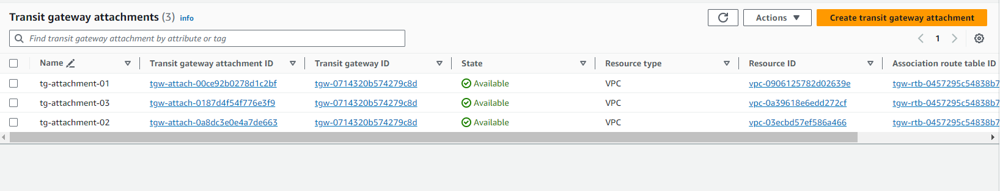 Transit gateway attachments (3) info
Actions
Create transit gateway attachment
Find transit gateway attachment by attribute or tag
1
Name Transit gateway attachment ID Transit gateway ID State Resource type Resource ID Association route table ID
tg-attachment-01 tgw-attach-00ce92b0278d1c2bf tgw-0714320b574279c8d Available VPC vpc-0906125782d02639e tgw-rtb-0457295c54838b7
tg-attachment-03 tgw-attach-0187d4f54f776e3f9 tgw-0714320b574279c8d Available VPC vpc-0a39618e6edd272cf tgw-rtb-0457295c54838b7
tg-attachment-02 tgw-attach-0a8dc3e0e4a7de663 tgw-0714320b574279c8d Available VPC vpc-03ecbd57ef586a466 tgw-rtb-0457295c54838b7